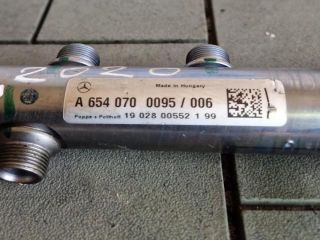 2020
Made in Hungary
A 654 070 0095 / 006
Poppe + Potthoff 19 028 00552 1 99